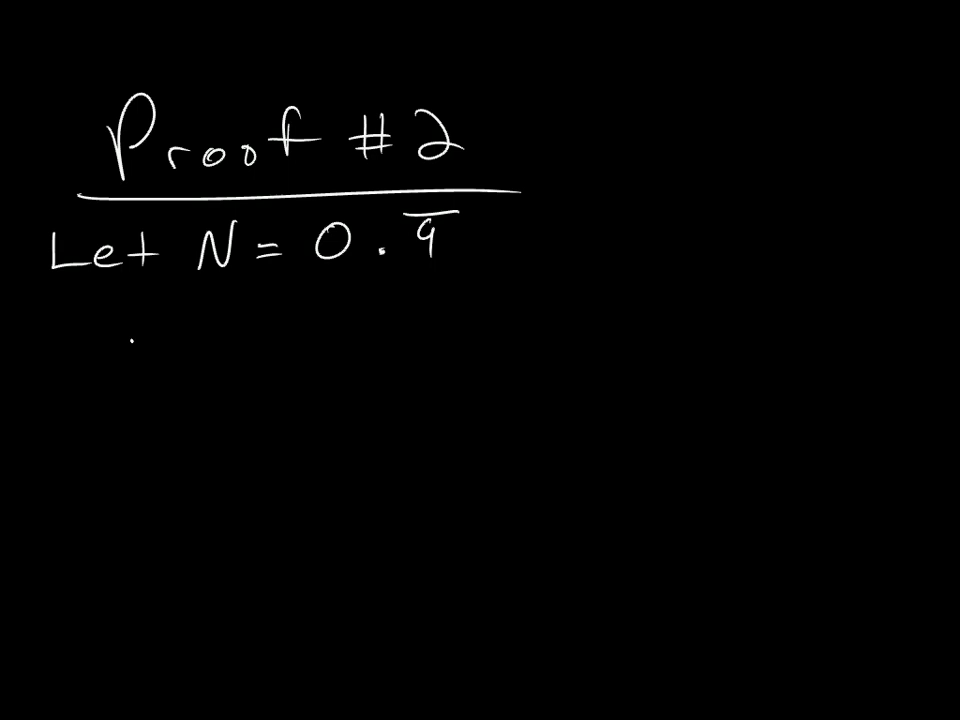 Proof #2
Let N = 0.9̅